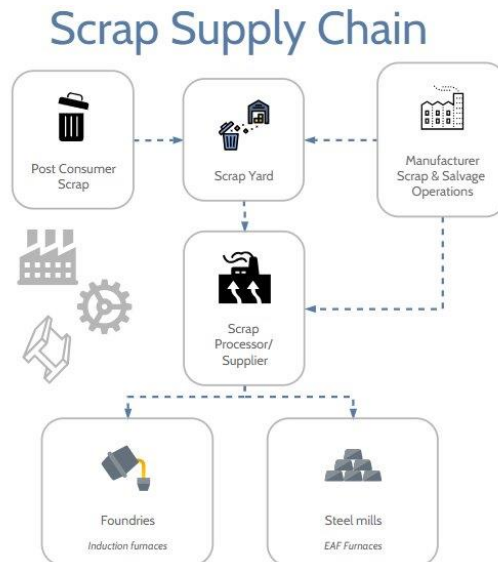 Scrap Supply Chain
Post Consumer
Scrap
Scrap Yard
Manufacturer
Scrap & Salvage
Operations
Scrap
Processor/
Supplier
Foundries
Induction furnaces
Steel mills
EAF Furnaces